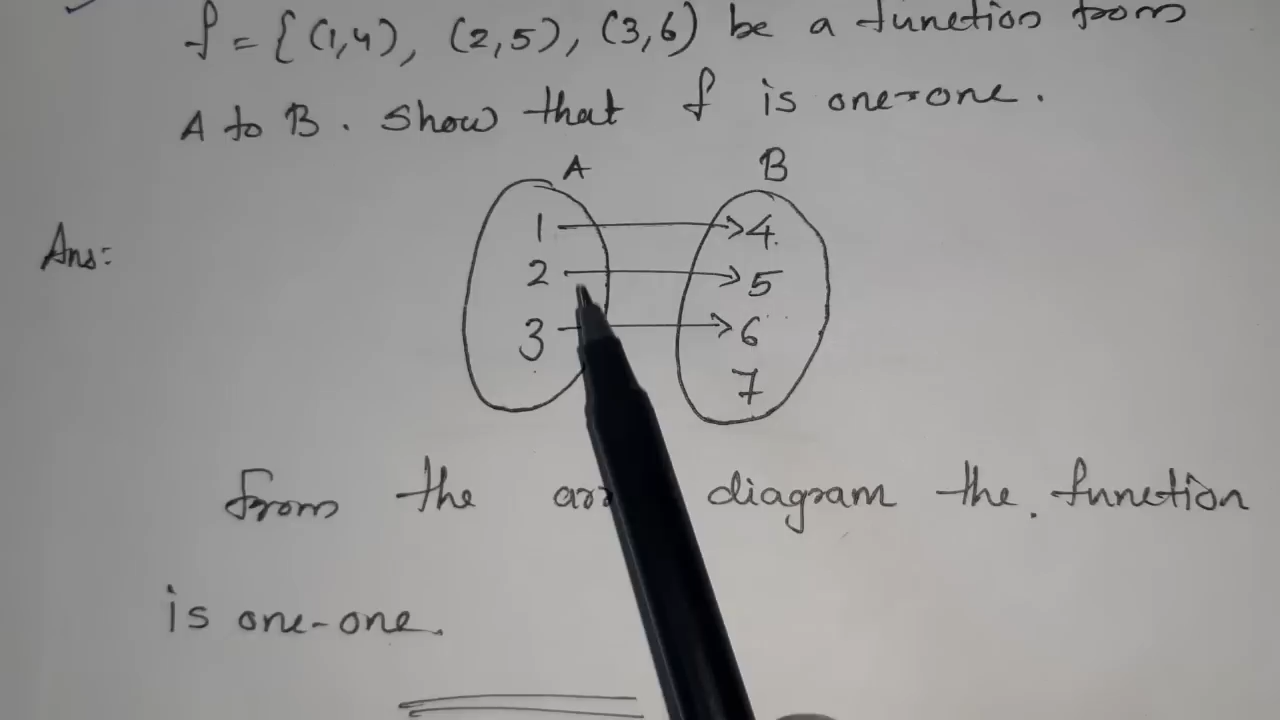 f = { (1,4), (2,5), (3,6) be a function from
A to B. Show that f is one-one.
A B
Ans:
1 4
2 5
3 6
7
From the diagram the function
is one-one.